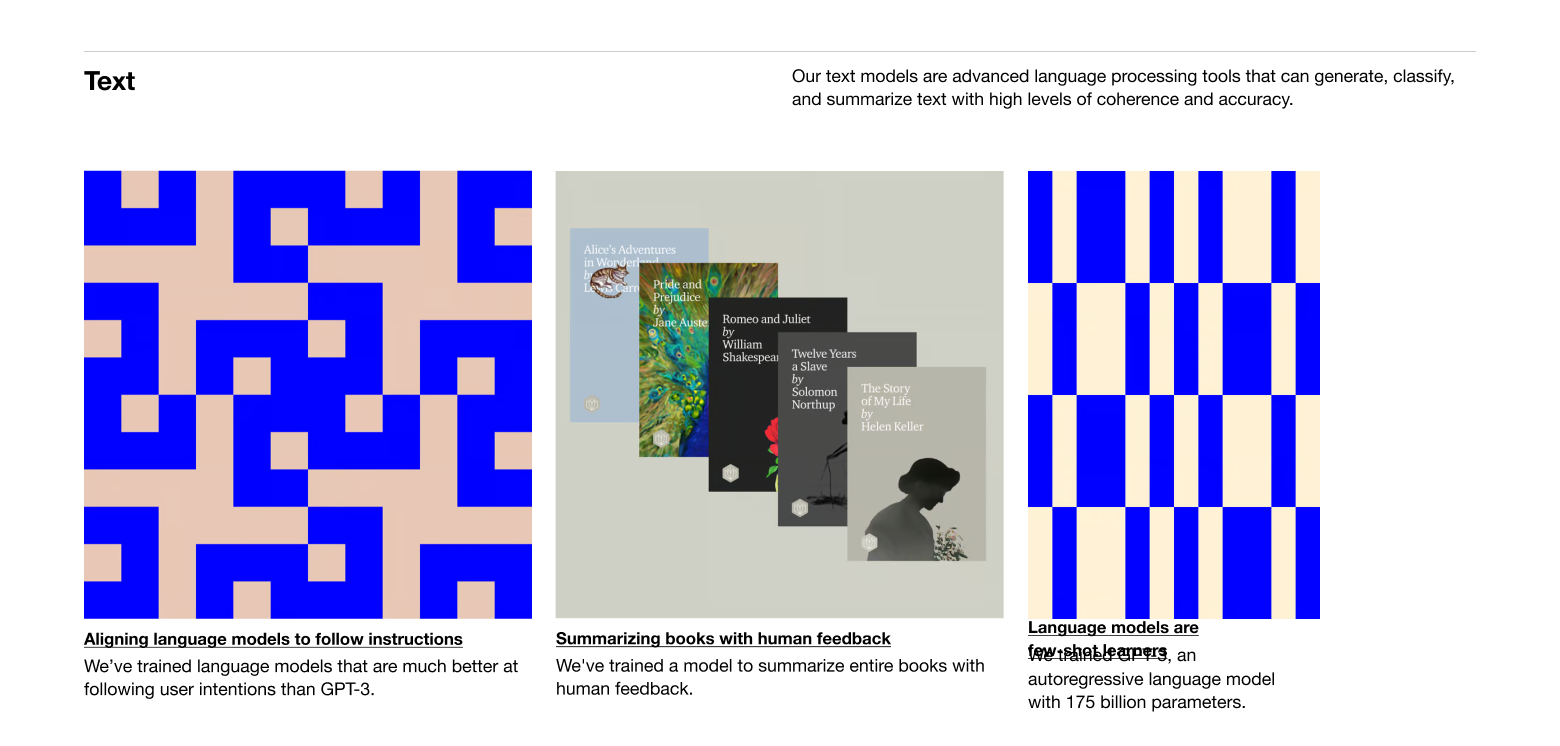 Text
Our text models are advanced language processing tools that can generate, classify,
and summarize text with high levels of coherence and accuracy.
Alice’s Adventures
in Wonderland
by
Pride and
Prejudice
by
Jane Auste
Romeo and Juliet
by
William
Shakespear
Twelve Years
a Slave
by
Solomon
Northup
The Story
of My Life
by
Helen Keller
Aligning language models to follow instructions
We’ve trained language models that are much better at
following user intentions than GPT-3.
Summarizing books with human feedback
We've trained a model to summarize entire books with
human feedback.
Language models are
few-shot learners
We trained GPT-3, an
autoregressive language model
with 175 billion parameters.